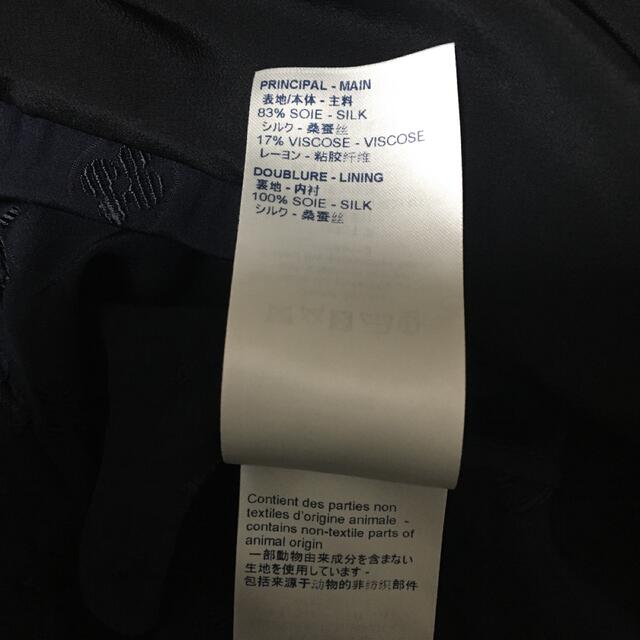 PRINCIPAL - MAIN
表地/本体 - 主料
83% SOIE - SILK
シルク - 桑蚕丝
17% VISCOSE - VISCOSE
レーヨン - 粘胶纤维
DOUBLURE - LINING
裏地 - 内衬
100% SOIE - SILK
シルク - 桑蚕丝
Contient des parties non
textiles d'origine animale -
contains non-textile parts of
animal origin
一部動物由来成分を含まない
生地を使用しています -
包括来源于动物的非纺织部件